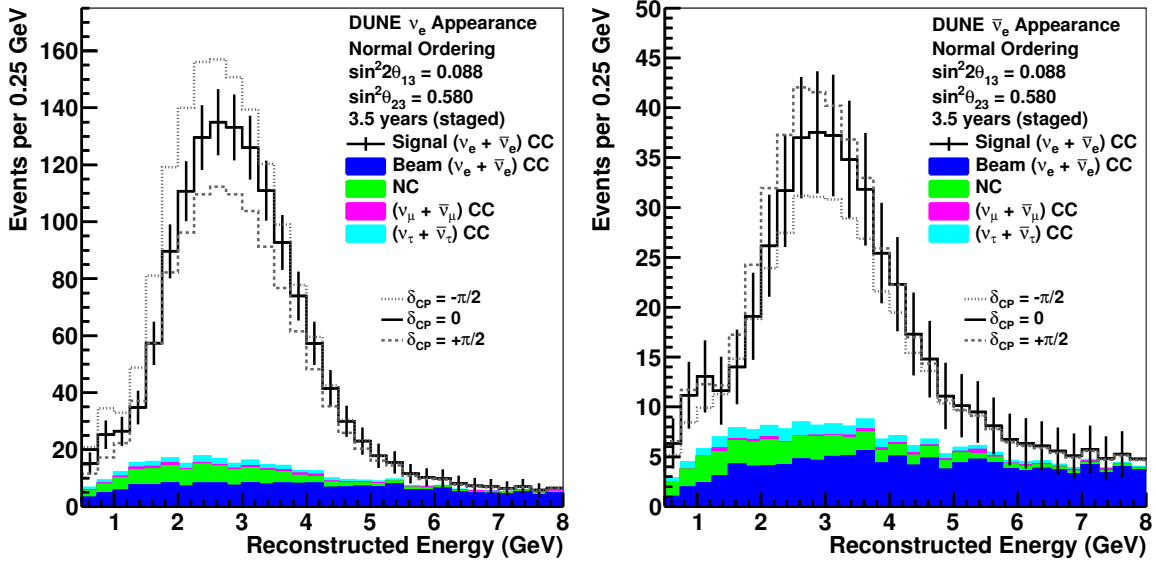 DUNE νe Appearance
Normal Ordering
sin²2θ13 = 0.088
sin²θ23 = 0.580
3.5 years (staged)
Signal (νe + ν̄e) CC
Beam (νe + ν̄e) CC
NC
(νμ + ν̄μ) CC
(ντ + ν̄τ) CC
δCP = -π/2
δCP = 0
δCP = +π/2
Events per 0.25 GeV
160
140
120
100
80
60
40
20
0
1 2 3 4 5 6 7 8
Reconstructed Energy (GeV)
DUNE ν̄e Appearance
Normal Ordering
sin²2θ13 = 0.088
sin²θ23 = 0.580
3.5 years (staged)
Signal (νe + ν̄e) CC
Beam (νe + ν̄e) CC
NC
(νμ + ν̄μ) CC
(ντ + ν̄τ) CC
δCP = -π/2
δCP = 0
δCP = +π/2
Events per 0.25 GeV
50
45
40
35
30
25
20
15
10
5
0
1 2 3 4 5 6 7 8
Reconstructed Energy (GeV)